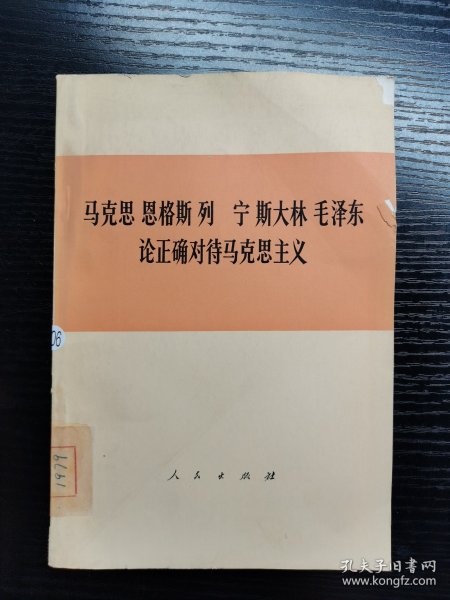 马克思 恩格斯 列 宁 斯大林 毛泽东
论正确对待马克思主义
06
1979
人民出版社
孔夫子旧书网
www.kongfz.com